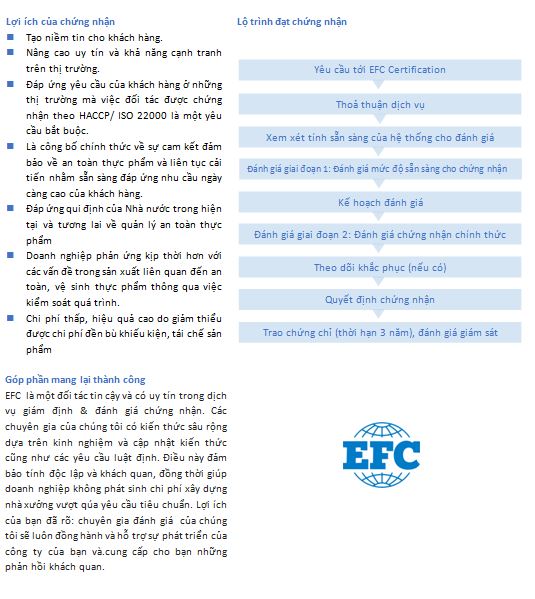 Lợi ích của chứng nhận
Tạo niềm tin cho khách hàng.
Nâng cao uy tín và khả năng cạnh tranh
trên thị trường.
Đáp ứng yêu cầu của khách hàng ở những
thị trường mà việc đối tác được chứng
nhận theo HACCP/ ISO 22000 là một yêu
cầu bắt buộc.
Là công bố chính thức về sự cam kết đảm
bảo về an toàn thực phẩm và liên tục cải
tiến nhằm sẵn sàng đáp ứng nhu cầu ngày
càng cao của khách hàng.
Đáp ứng qui định của Nhà nước trong hiện
tại và tương lai về quản lý an toàn thực
phẩm
Doanh nghiệp phản ứng kịp thời hơn với
các vấn đề trong sản xuất liên quan đến an
toàn, vệ sinh thực phẩm thông qua việc
kiểm soát quá trình.
Chi phí thấp, hiệu quả cao do giảm thiểu
được chi phí đền bù khiếu kiện, tái chế sản
phẩm
Góp phần mang lại thành công
EFC là một đối tác tin cậy và có uy tín trong dịch
vụ giám định & đánh giá chứng nhận. Các
chuyên gia của chúng tôi có kiến thức sâu rộng
dựa trên kinh nghiệm và cập nhật kiến thức
cũng như các yêu cầu luật định. Điều này đảm
bảo tính độc lập và khách quan, đồng thời giúp
doanh nghiệp không phát sinh chi phí xây dựng
nhà xưởng vượt qúa yêu cầu tiêu chuẩn. Lợi ích
của bạn đã rõ: chuyên gia đánh giá của chúng
tôi sẽ luôn đồng hành và hỗ trợ sự phát triển của
công ty của bạn và.cung cấp cho bạn những
phản hồi khách quan.
Lộ trình đạt chứng nhận
Yêu cầu tới EFC Certification
Thoả thuận dịch vụ
Xem xét tính sẵn sàng của hệ thống cho đánh giá
Đánh giá giai đoạn 1: Đánh giá mức độ sẵn sàng cho chứng nhận
Kế hoạch đánh giá
Đánh giá giai đoạn 2: Đánh giá chứng nhận chính thức
Theo dõi khắc phục (nếu có)
Quyết định chứng nhận
Trao chứng chỉ (thời hạn 3 năm), đánh giá giám sát
EFC